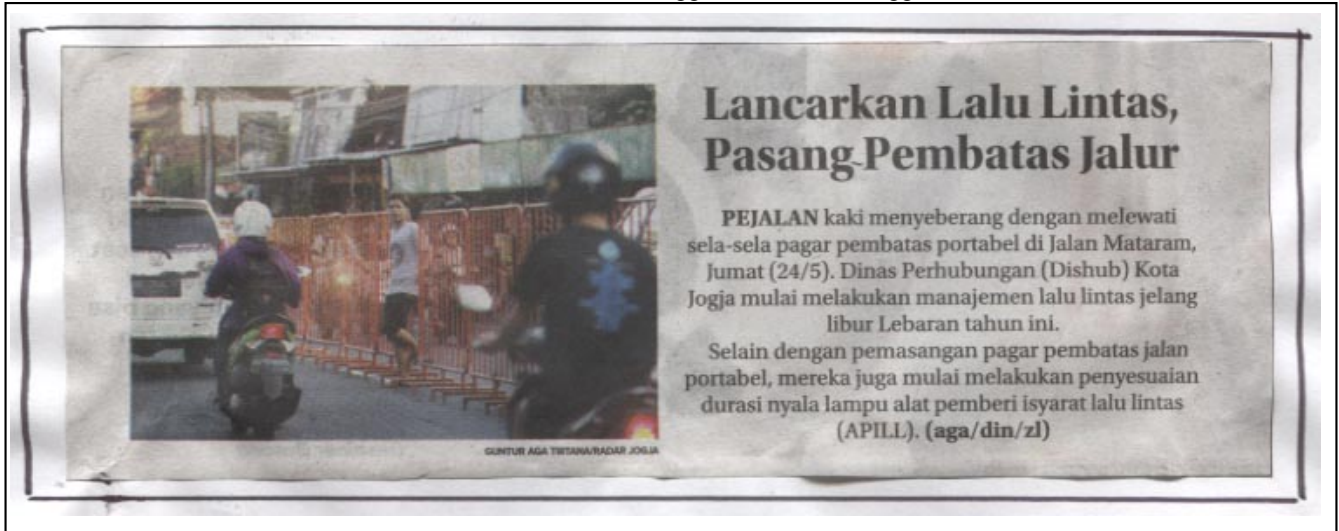 Lancarkan Lalu Lintas,
Pasang Pembatas Jalur
PEJALAN kaki menyeberang dengan melewati
sela-sela pagar pembatas portabel di Jalan Mataram,
Jumat (24/5). Dinas Perhubungan (Dishub) Kota
Jogja mulai melakukan manajemen lalu lintas jelang
libur Lebaran tahun ini.
Selain dengan pemasangan pagar pembatas jalan
portabel, mereka juga mulai melakukan penyesuaian
durasi nyala lampu alat pemberi isyarat lalu lintas
(APILL). (aga/din/zl)
GUNTUR AGA TIRTANA/RADAR JOGJA